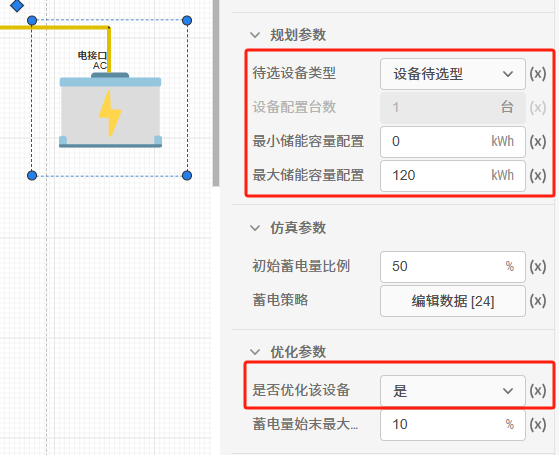 电接口
AC
规划参数
待选设备类型 设备待选型 (x)
设备配置台数 1 台 (x)
最小储能容量配置 0 kWh (x)
最大储能容量配置 120 kWh (x)
仿真参数
初始蓄电量比例 50 % (x)
蓄电策略 编辑数据 [24] (x)
优化参数
是否优化该设备 是 (x)
蓄电量始末最大... 10 % (x)